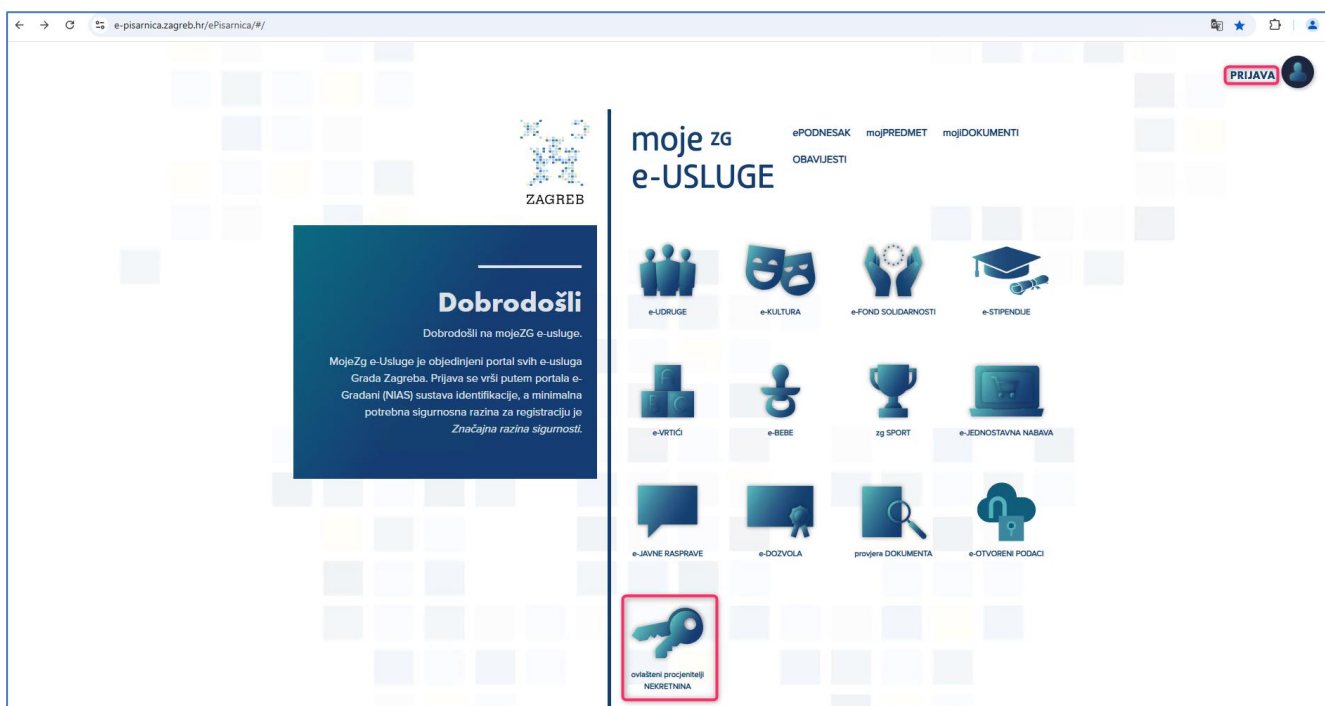 e-pisarnica.zagreb.hr/ePisarnica/#/
PRIJAVA
ZAGREB
moje ZG
e-USLUGE
ePODNESAK mojPREDMET mojiDOKUMENTI
OBAVIJESTI
Dobrodošli
Dobrodošli na mojeZG e-usluge.
MojeZg e-Usluge je objedinjeni portal svih e-usluga
Grada Zagreba. Prijava se vrši putem portala e-
Građani (NIAS) sustava identifikacije, a minimalna
potrebna sigurnosna razina za registraciju je
Značajna razina sigurnosti.
e-UDRUGE e-KULTURA e-FOND SOLIDARNOSTI e-STIPENDIJE
A
B C
e-VRTIĆI e-BEBE zg SPORT e-JEDNOSTAVNA NABAVA
e-JAVNE RASPRAVE e-DOZVOLA provjera DOKUMENTA e-OTVORENI PODACI
ovlašteni procjenitelji
NEKRETNINA